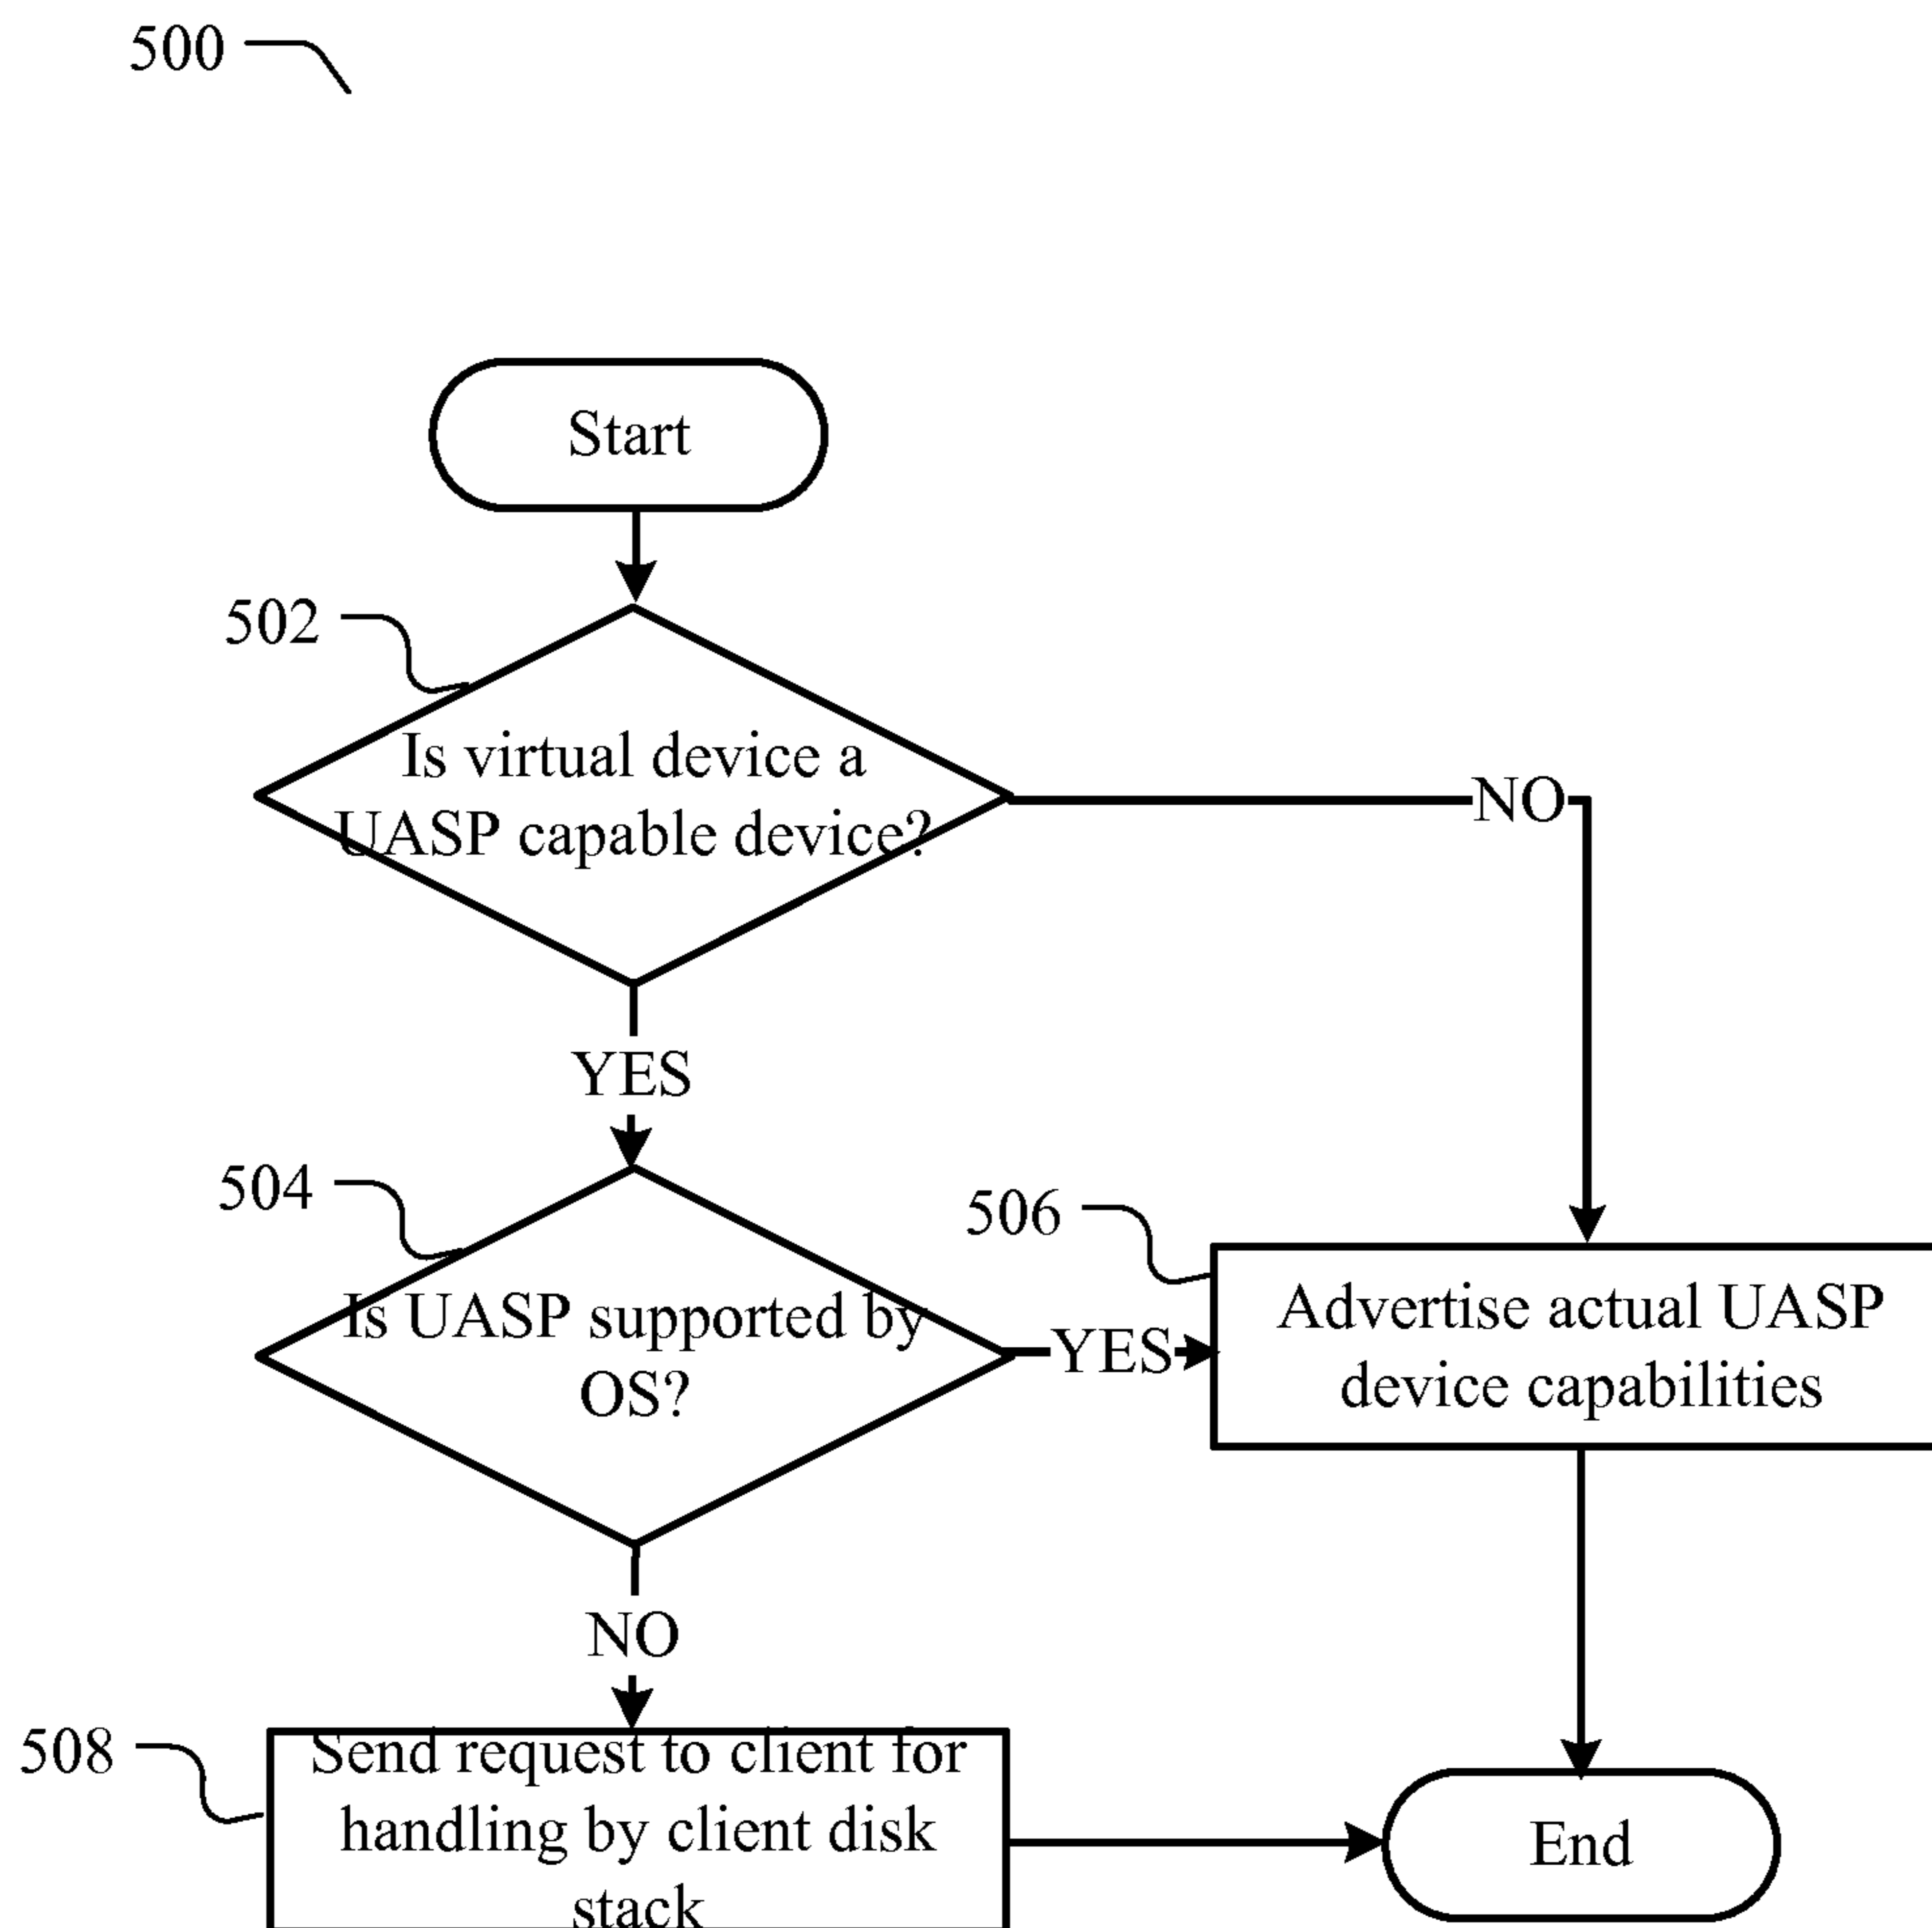 500
Start
502
Is virtual device a
UASP capable device?
NO
YES
504
Is UASP supported by
OS?
YES
506
Advertise actual UASP
device capabilities
NO
508
Send request to client for
handling by client disk
stack
End